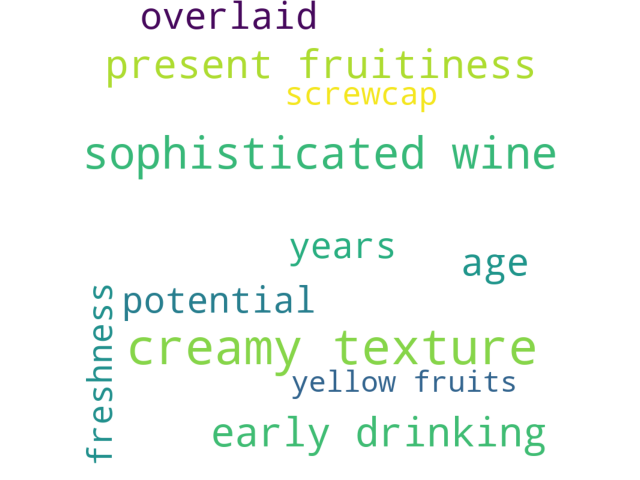 overlaid
present fruitiness
screwcap
sophisticated wine
years
age
potential
freshness
creamy texture
yellow fruits
early drinking